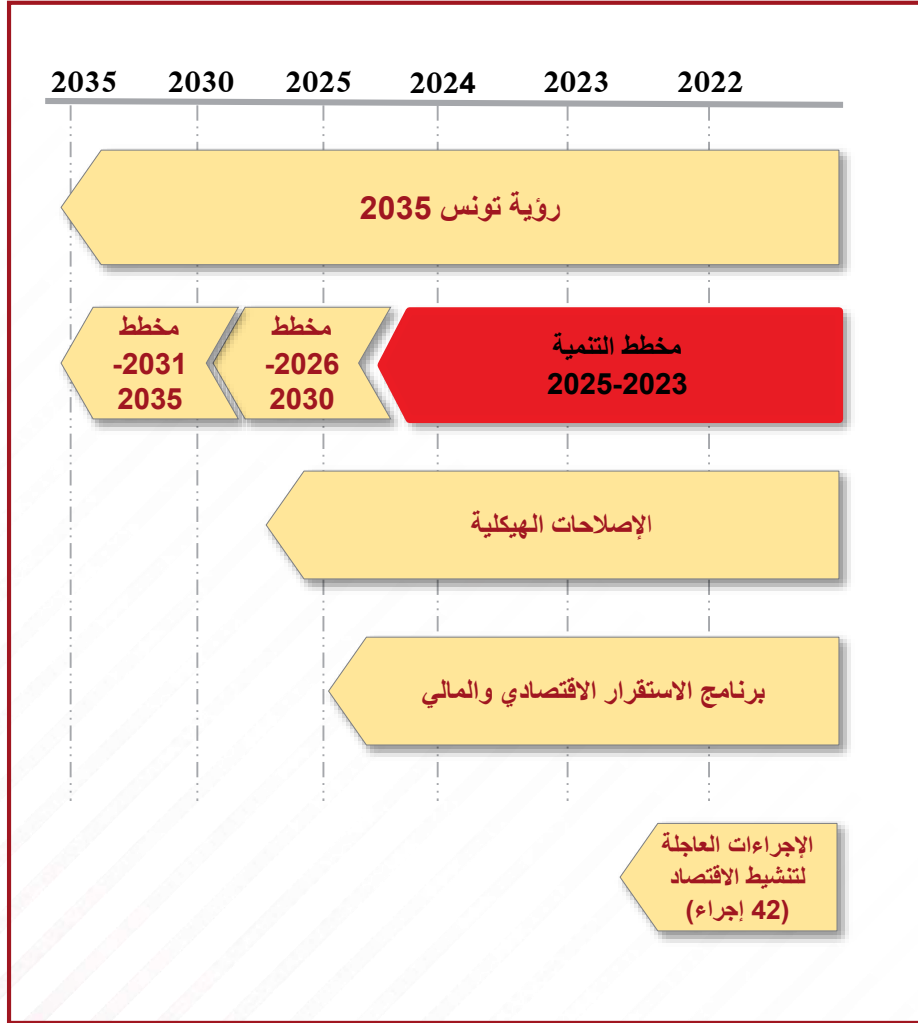 2022 2023 2024 2025 2030 2035
رؤية تونس 2035
مخطط التنمية
2025-2023
مخطط
-2026
2030
مخطط
-2031
2035
الإصلاحات الهيكلية
برنامج الاستقرار الاقتصادي والمالي
الإجراءات العاجلة
لتنشيط الاقتصاد
(42 إجراء)